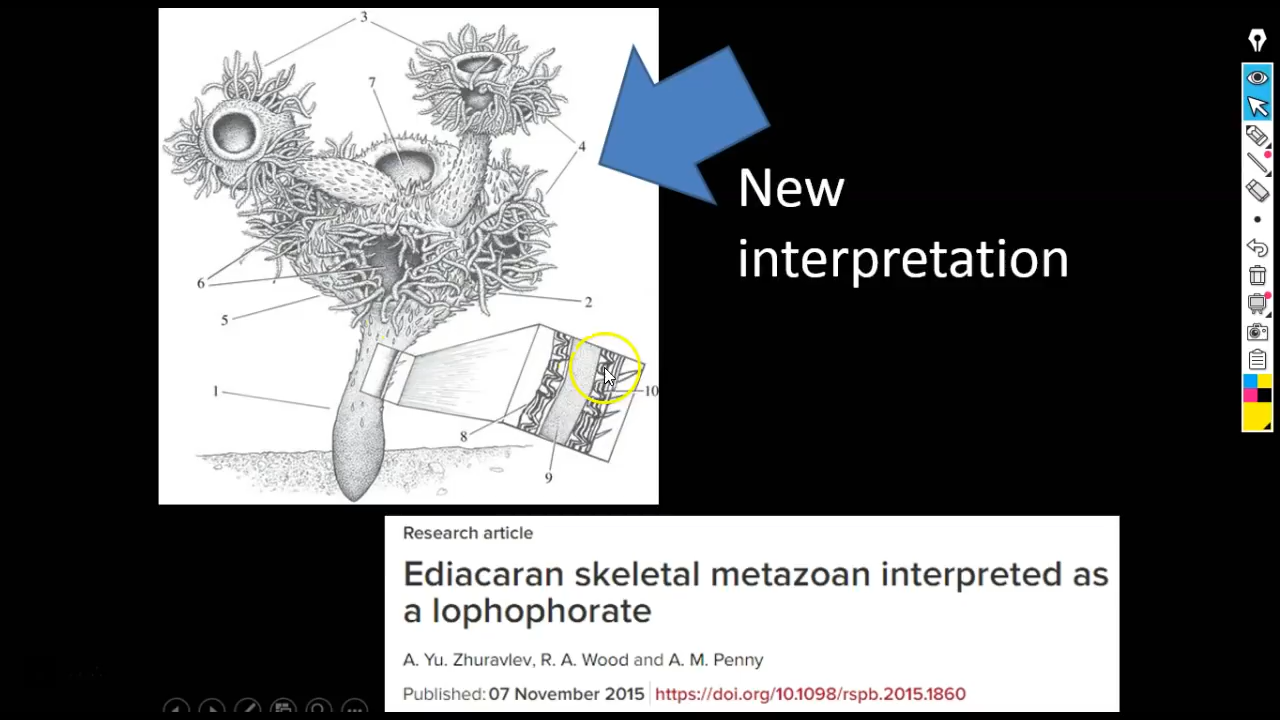 3
7
4
New
interpretation
6
2
5
1
10
8
9
Research article
Ediacaran skeletal metazoan interpreted as
a lophophorate
A. Yu. Zhuravlev, R. A. Wood and A. M. Penny
Published: 07 November 2015 https://doi.org/10.1098/rspb.2015.1860